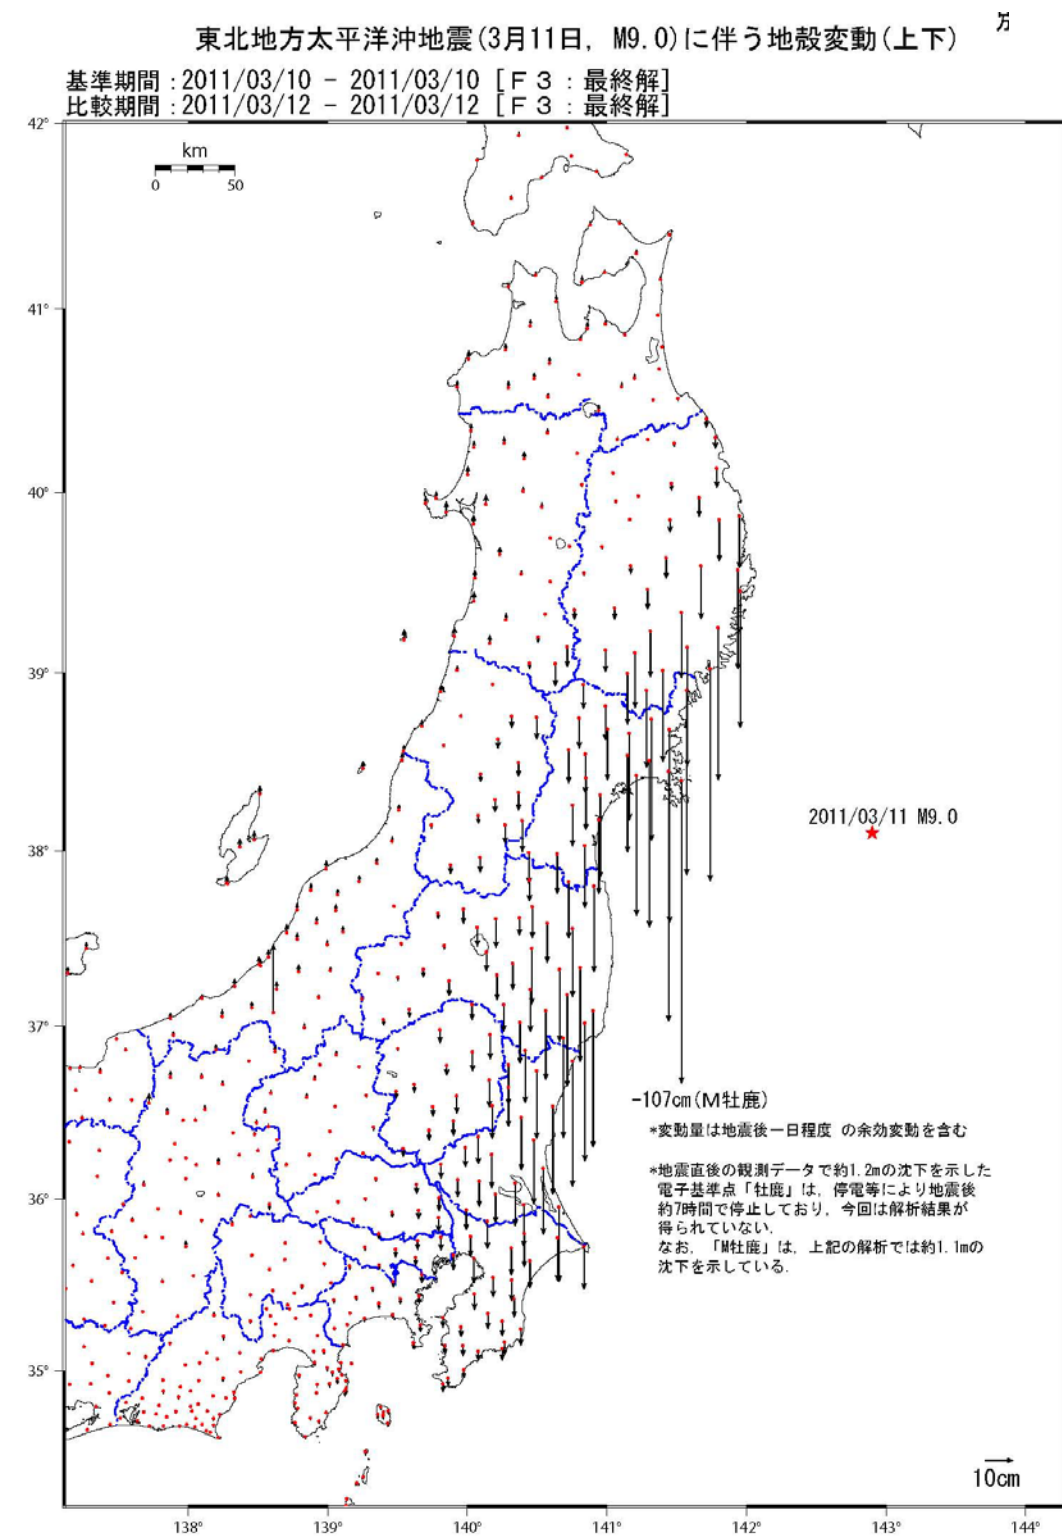 東北地方太平洋沖地震(3月11日, M9.0)に伴う地殻変動(上下)
基準期間:2011/03/10 - 2011/03/10 [F3:最終解]
比較期間:2011/03/12 - 2011/03/12 [F3:最終解]
42°
km
0 50
41°
40°
39°
2011/03/11 M9.0
38°
37°
-107cm(M牡鹿)
*変動量は地震後一日程度 の余効変動を含む
*地震直後の観測データで約1.2mの沈下を示した
電子基準点「牡鹿」は, 停電等により地震後
約7時間で停止しており, 今回は解析結果が
得られていない.
なお, 「M牡鹿」は, 上記の解析では約1.1mの
沈下を示している.
36°
35°
10cm
138° 139° 140° 141° 142° 143° 144°